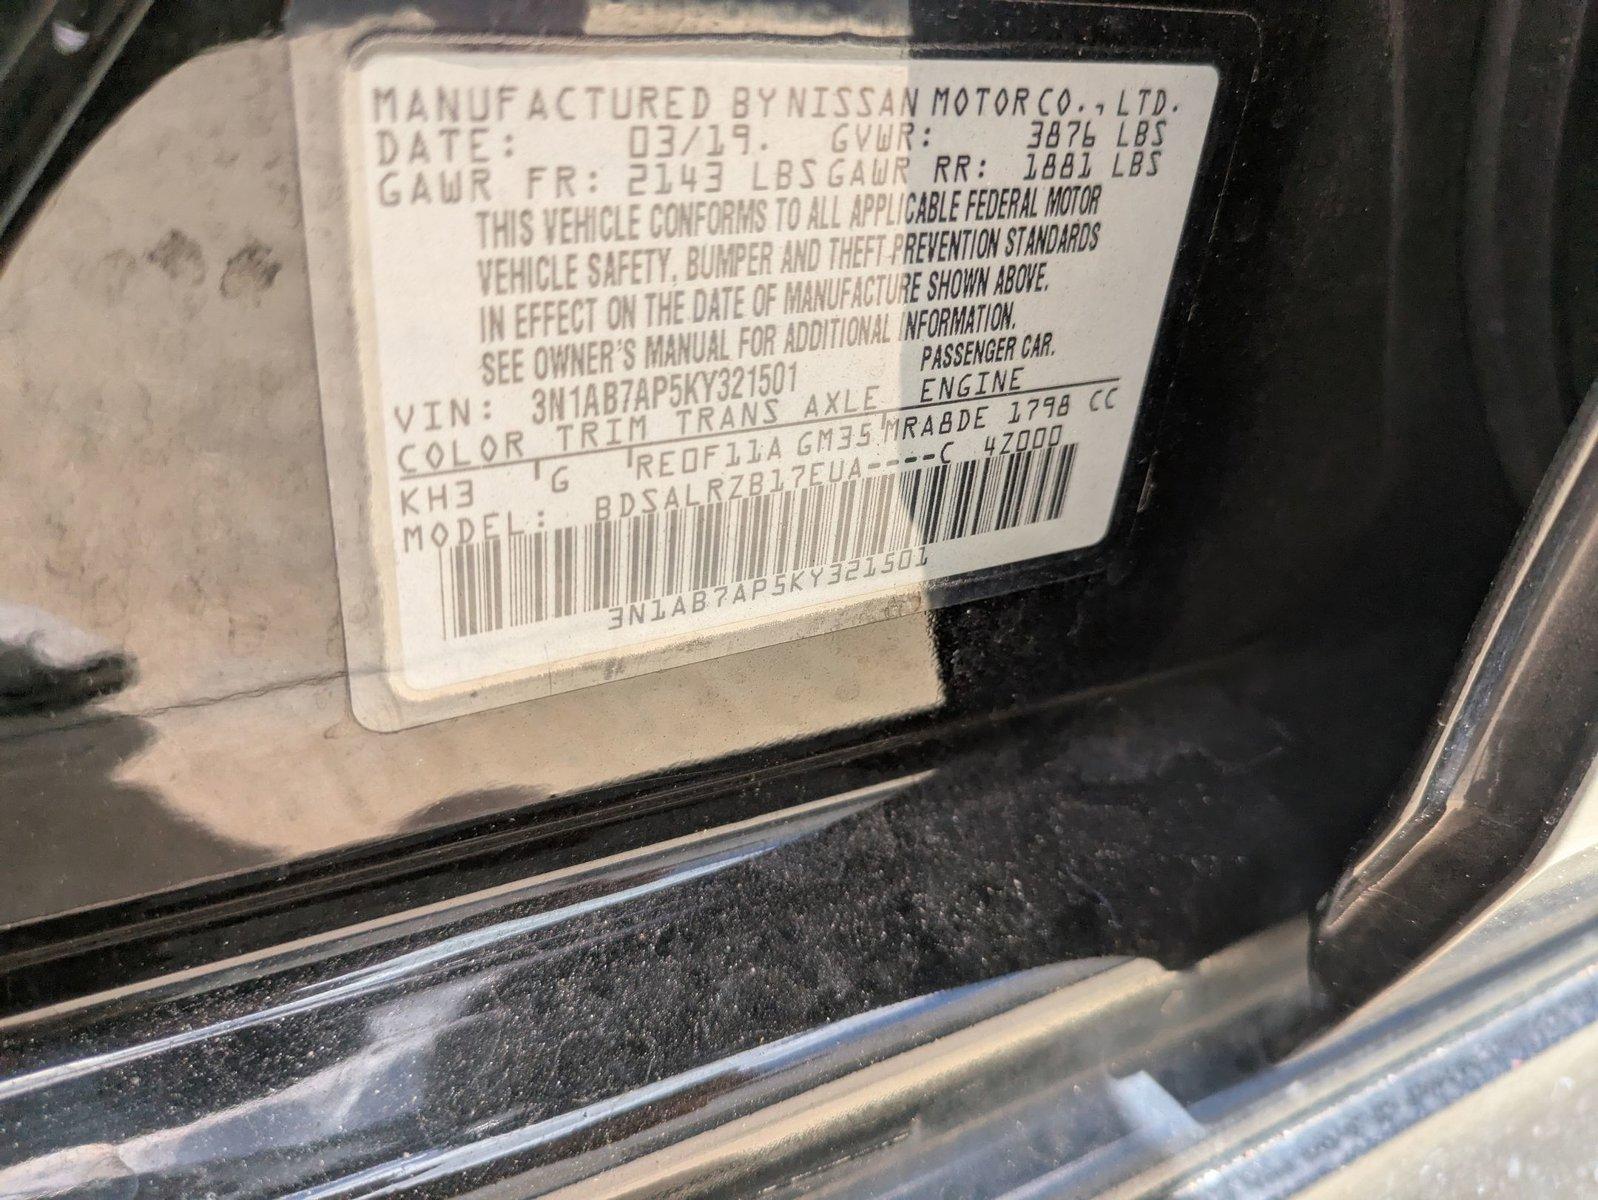 MANUFACTURED BY NISSAN MOTOR CO., LTD.
DATE: 03/19. GVWR: 3876 LBS
GAWR FR: 2143 LBS GAWR RR: 1881 LBS
THIS VEHICLE CONFORMS TO ALL APPLICABLE FEDERAL MOTOR
VEHICLE SAFETY, BUMPER AND THEFT PREVENTION STANDARDS
IN EFFECT ON THE DATE OF MANUFACTURE SHOWN ABOVE.
SEE OWNER'S MANUAL FOR ADDITIONAL INFORMATION.
PASSENGER CAR.
VIN: 3N1AB7AP5KY321501
COLOR TRIM TRANS AXLE ENGINE
KH3 G RE0F11A GM35 MRA8DE 1798 CC
MODEL: BDSALRZB17EUA----C 4Z000
3N1AB7AP5KY321501